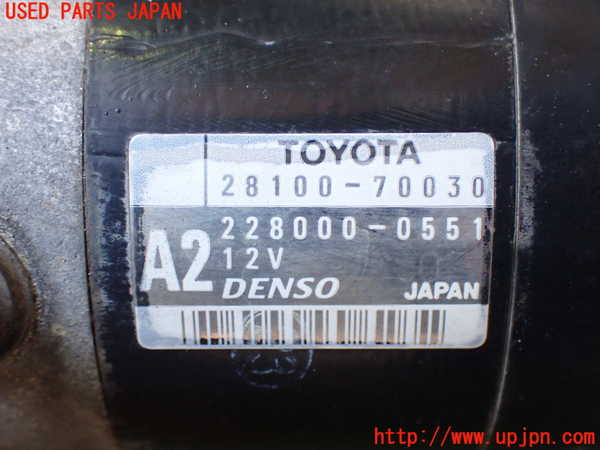 USED PARTS JAPAN
TOYOTA
28100-70030
228000-0551
A2
12V
DENSO JAPAN
http://www.upjpn.com/